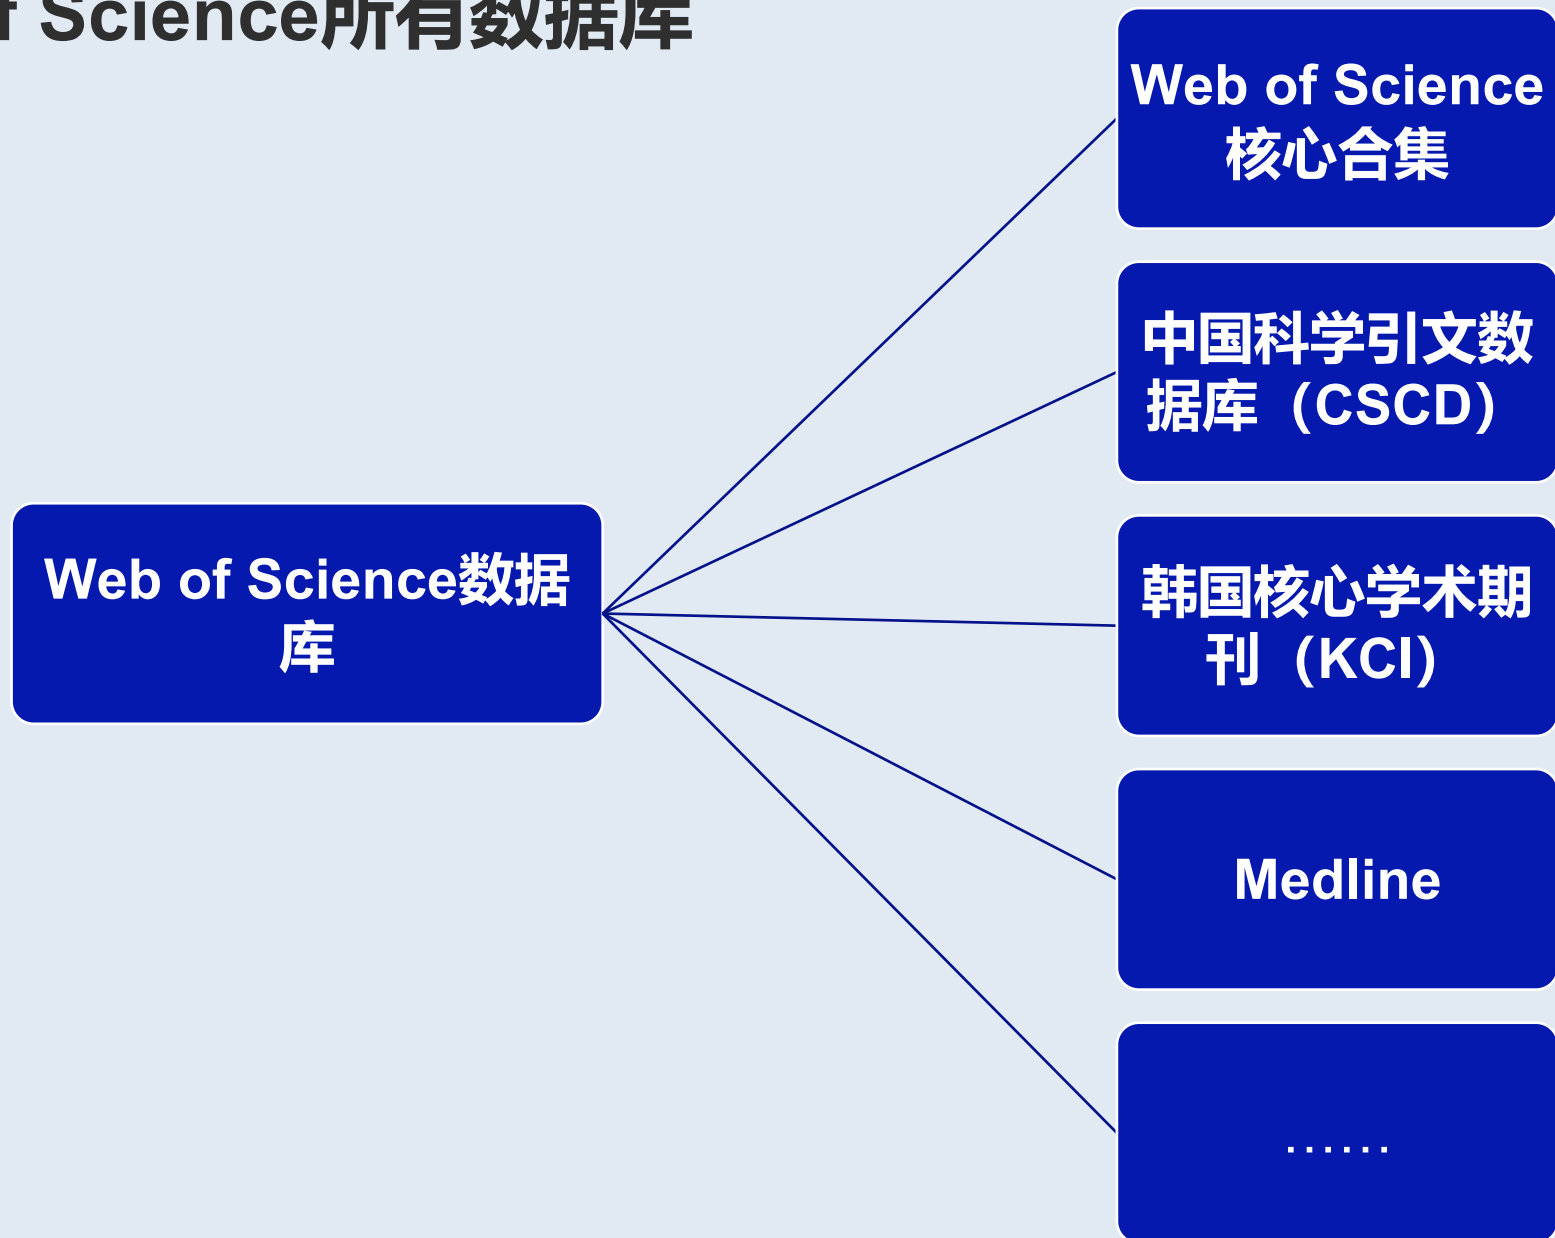 f Science所有数据库
Web of Science
核心合集
中国科学引文数
据库（CSCD）
Web of Science数据
库
韩国核心学术期
刊（KCI）
Medline
……